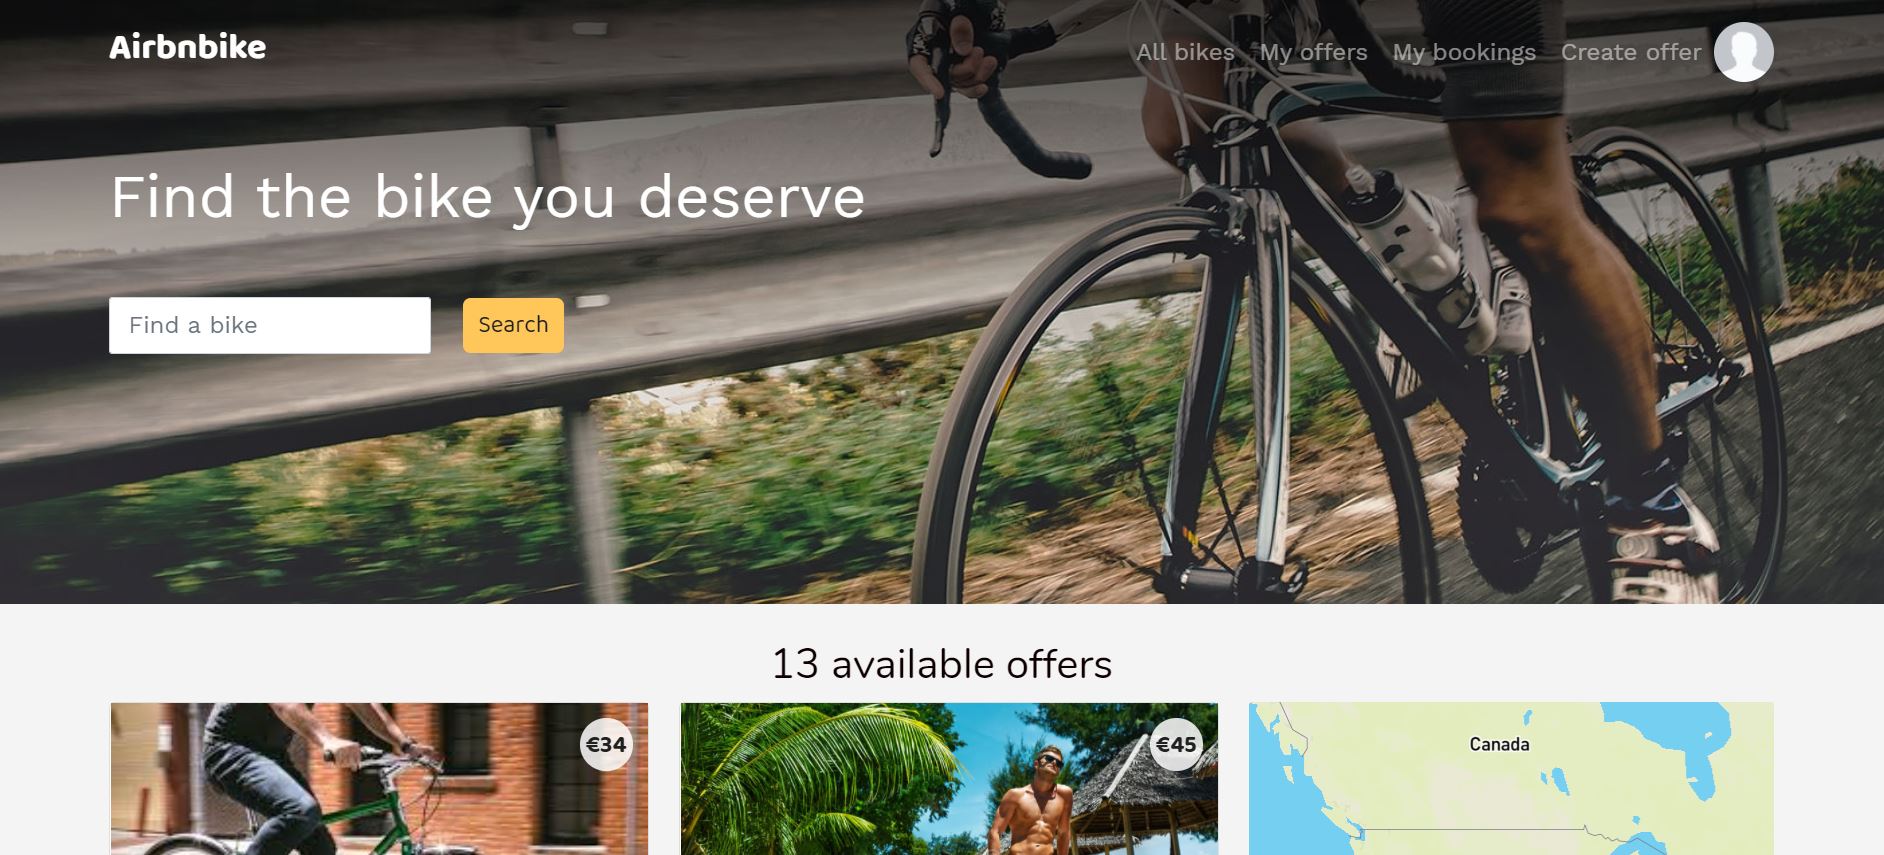 Airbnbike
All bikes My offers My bookings Create offer
Find the bike you deserve
Find a bike
Search
13 available offers
€34
€45
Canada